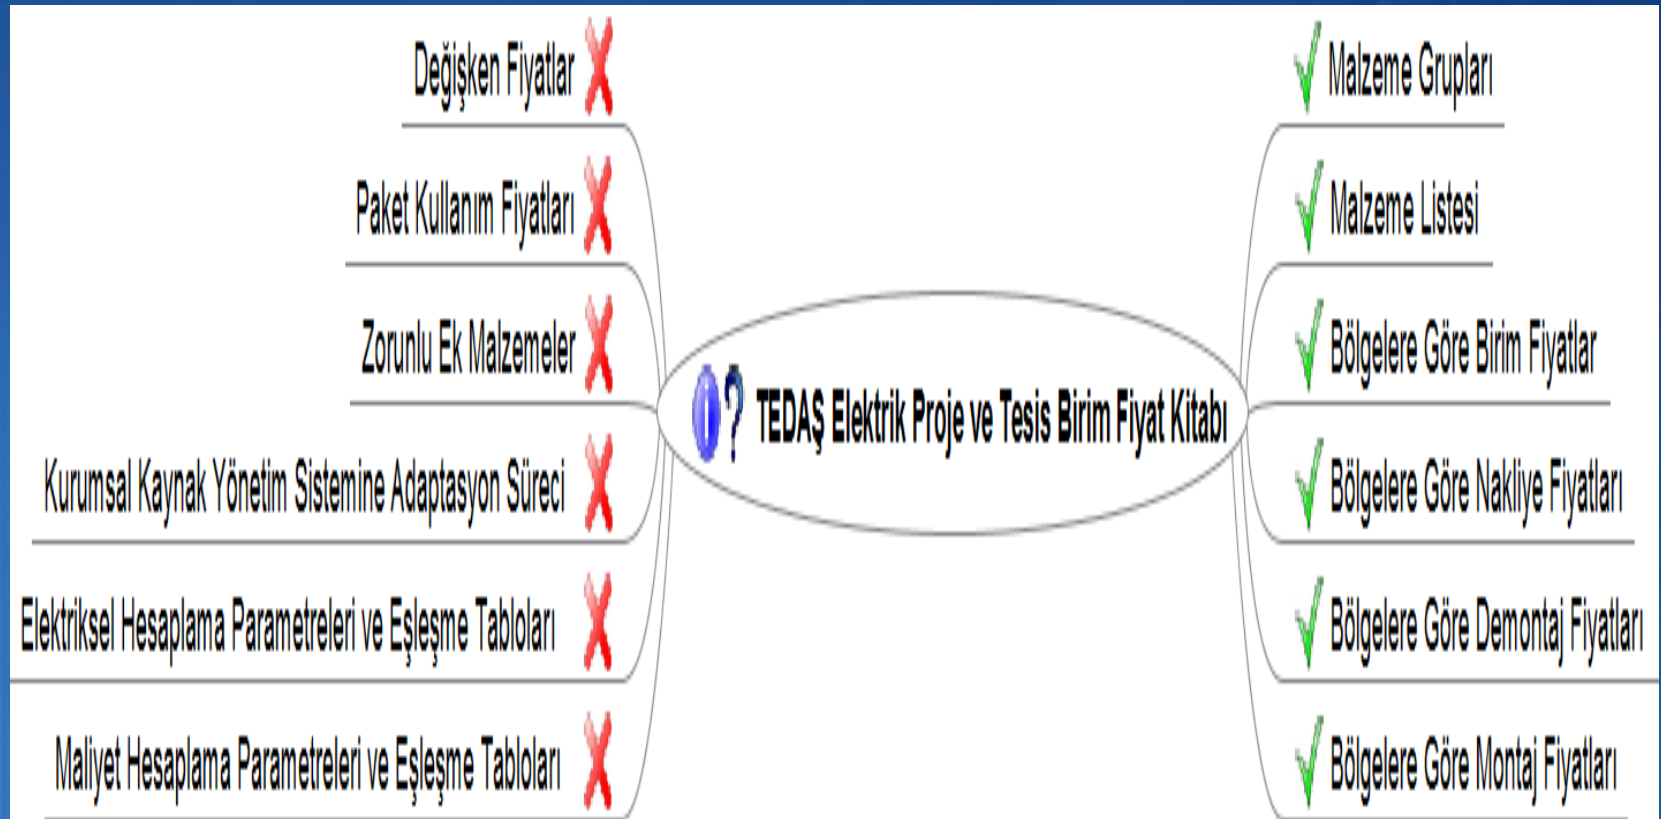 Değişken Fiyatlar
Paket Kullanım Fiyatları
Zorunlu Ek Malzemeler
Kurumsal Kaynak Yönetim Sistemine Adaptasyon Süreci
Elektriksel Hesaplama Parametreleri ve Eşleşme Tabloları
Maliyet Hesaplama Parametreleri ve Eşleşme Tabloları
TEDAŞ Elektrik Proje ve Tesis Birim Fiyat Kitabı
Malzeme Grupları
Malzeme Listesi
Bölgelere Göre Birim Fiyatlar
Bölgelere Göre Nakliye Fiyatları
Bölgelere Göre Demontaj Fiyatları
Bölgelere Göre Montaj Fiyatları